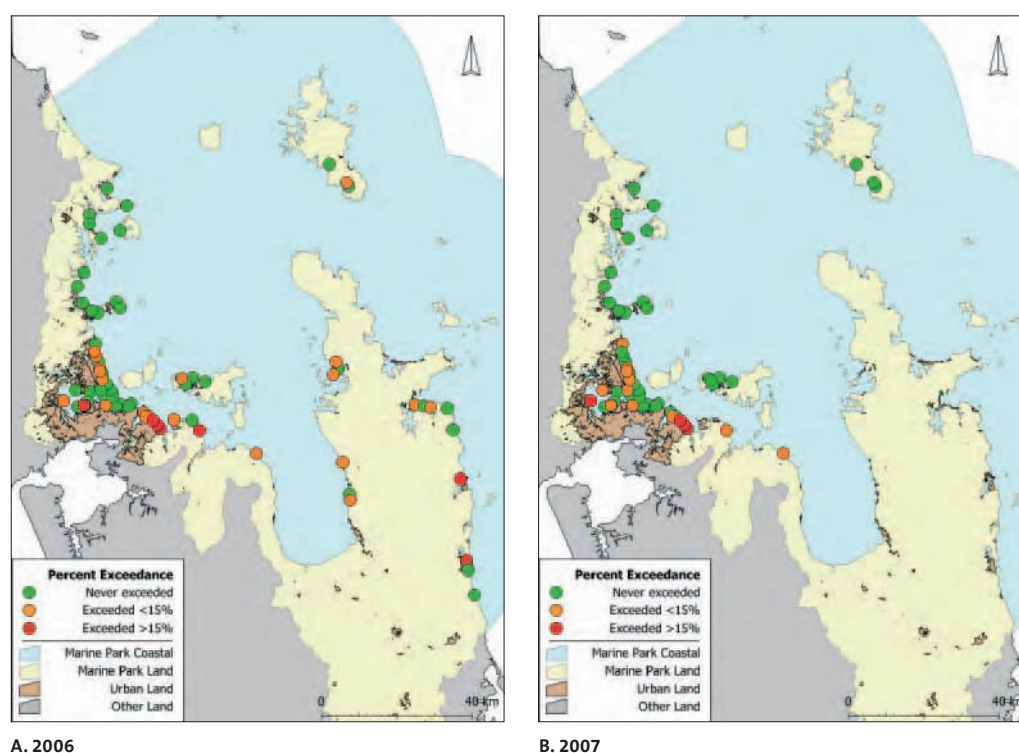 Percent Exceedance
Never exceeded
Exceeded <15%
Exceeded >15%
Marine Park Coastal
Marine Park Land
Urban Land
Other Land
0 40 km
A. 2006
Percent Exceedance
Never exceeded
Exceeded <15%
Exceeded >15%
Marine Park Coastal
Marine Park Land
Urban Land
Other Land
0 40 km
B. 2007